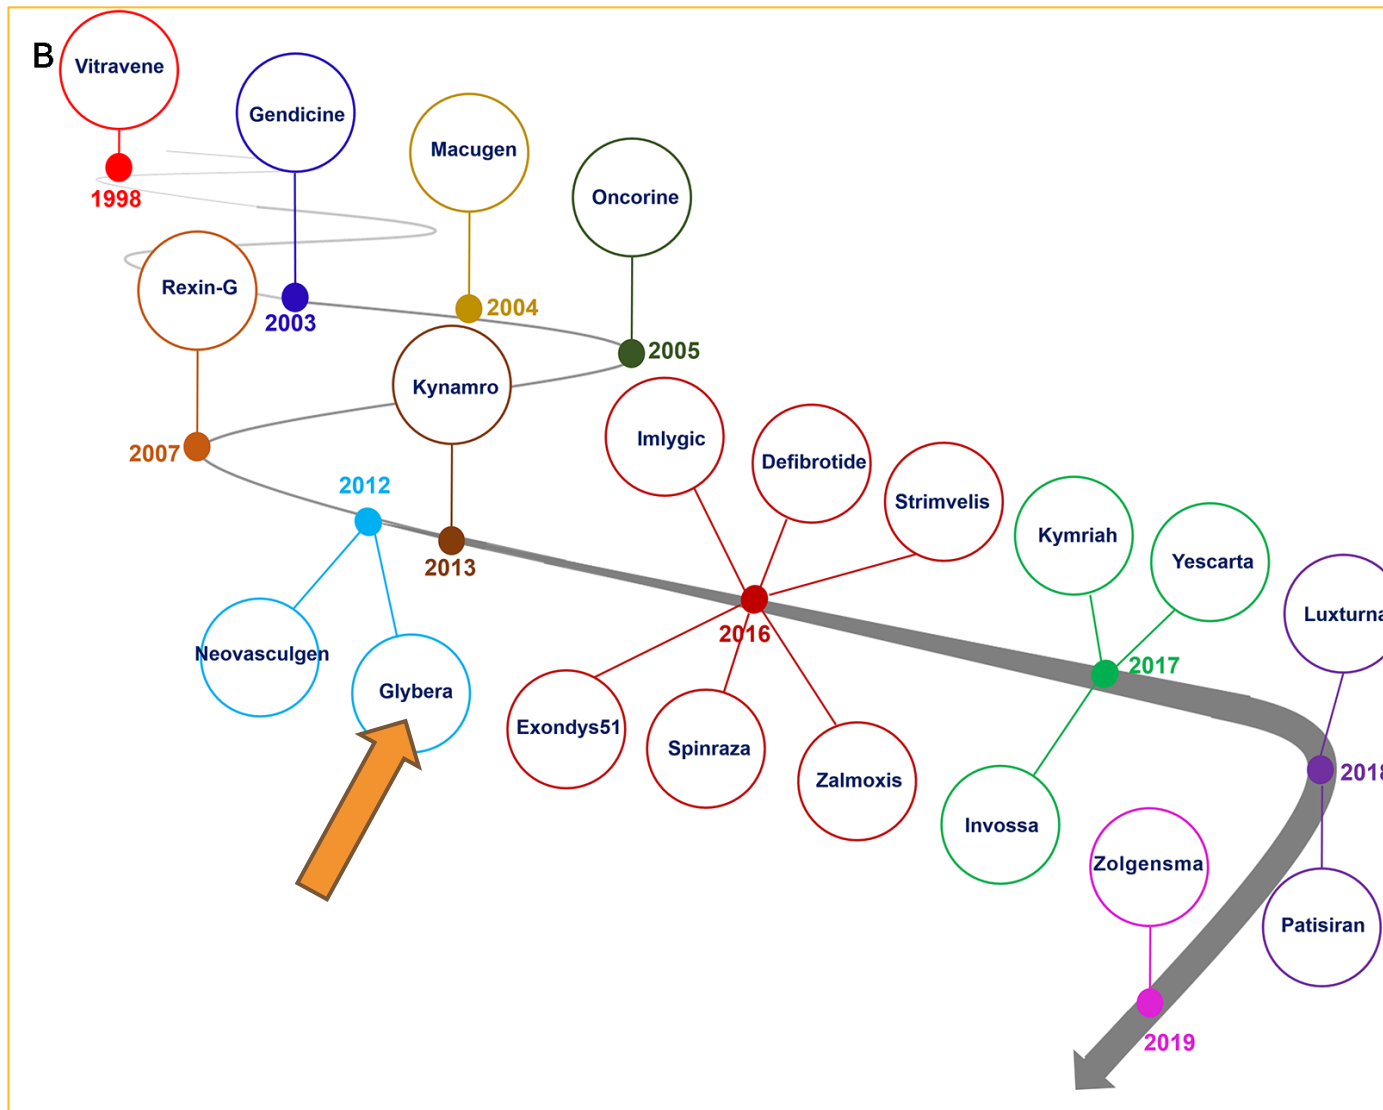 B
Vitravene
1998
Gendicine
2003
Macugen
2004
Oncorine
2005
Rexin-G
2007
Kynamro
2013
2012
Neovasculgen
Glybera
Imlygic
Defibrotide
Strimvelis
2016
Exondys51
Spinraza
Zalmoxis
Kymriah
Yescarta
2017
Invossa
Luxturna
2018
Patisiran
Zolgensma
2019